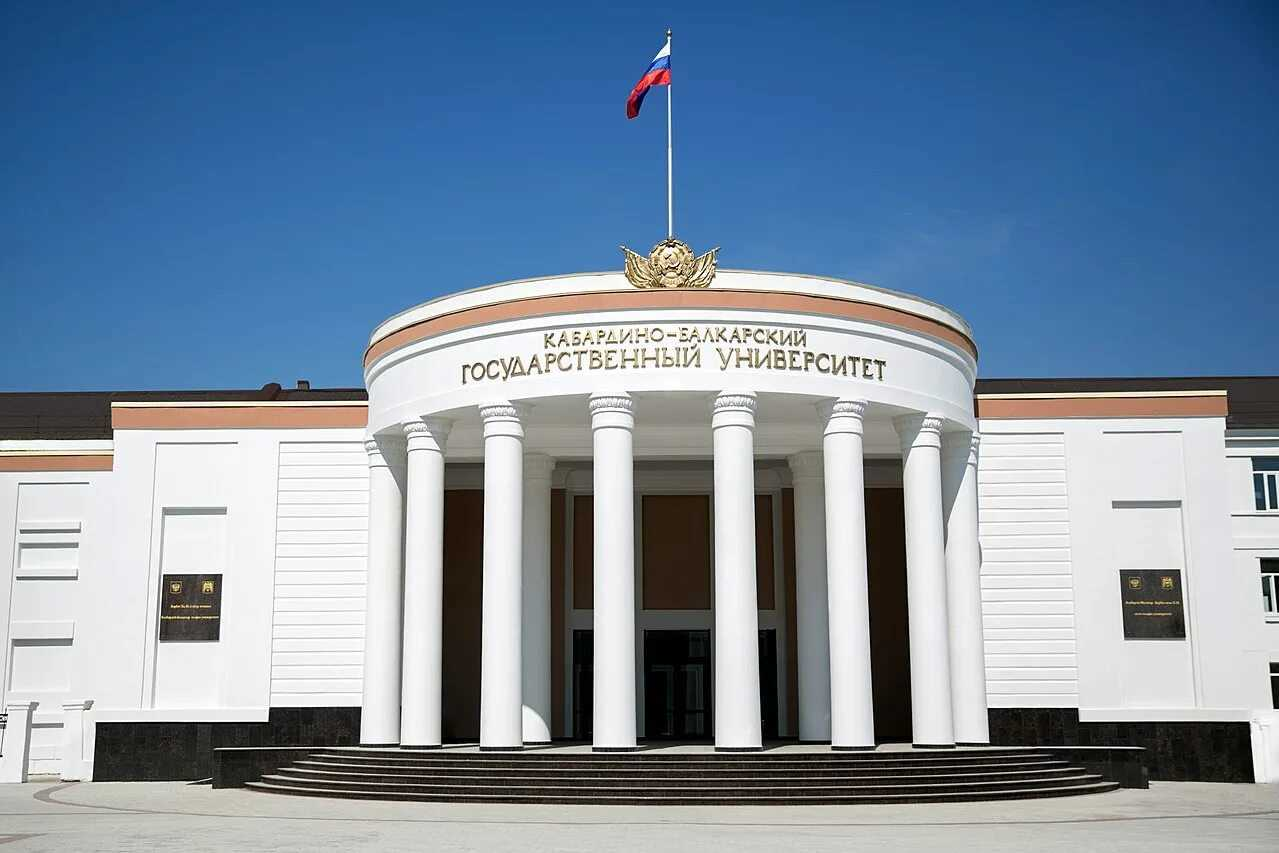 КАБАРДИНО-БАЛКАРСКИЙ
ГОСУДАРСТВЕННЫЙ УНИВЕРСИТЕТ